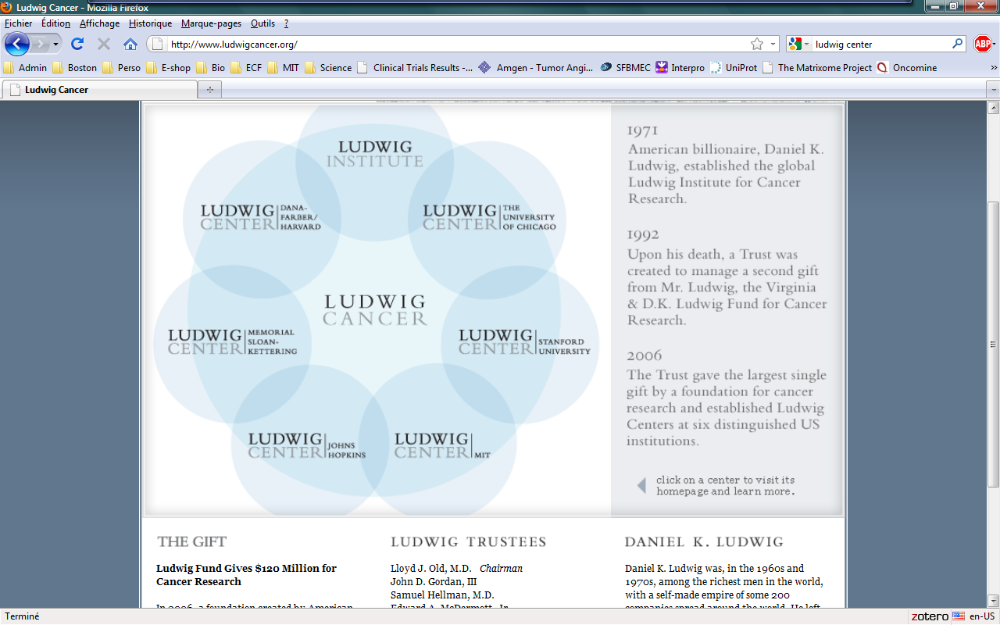 Ludwig Cancer - Mozilla Firefox
Fichier Édition Affichage Historique Marque-pages Outils ?
http://www.ludwigcancer.org/
ludwig center
ABP
Admin Boston Perso E-shop Bio ECF MIT Science Clinical Trials Results -... Amgen - Tumor Angi... SFBMEC Interpro UniProt The Matrixome Project Oncomine »
Ludwig Cancer
LUDWIG
INSTITUTE
LUDWIG
CENTER
DANA-
FARBER/
HARVARD
LUDWIG
CENTER
THE
UNIVERSITY
OF CHICAGO
LUDWIG
CANCER
LUDWIG
CENTER
MEMORIAL
SLOAN-
KETTERING
LUDWIG
CENTER
STANFORD
UNIVERSITY
LUDWIG
CENTER
JOHNS
HOPKINS
LUDWIG
CENTER
MIT
1971
American billionaire, Daniel K.
Ludwig, established the global
Ludwig Institute for Cancer
Research.
1992
Upon his death, a Trust was
created to manage a second gift
from Mr. Ludwig, the Virginia
& D.K. Ludwig Fund for Cancer
Research.
2006
The Trust gave the largest single
gift by a foundation for cancer
research and established Ludwig
Centers at six distinguished US
institutions.
click on a center to visit its
homepage and learn more.
THE GIFT
Ludwig Fund Gives $120 Million for
Cancer Research
In 2006, a foundation created by American
LUDWIG TRUSTEES
Lloyd J. Old, M.D. Chairman
John D. Gordan, III
Samuel Hellman, M.D.
Edward A. McDermott, Jr.
DANIEL K. LUDWIG
Daniel K. Ludwig was, in the 1960s and
1970s, among the richest men in the world,
with a self-made empire of some 200
companies spread around the world. He left
Terminé
zotero en-US